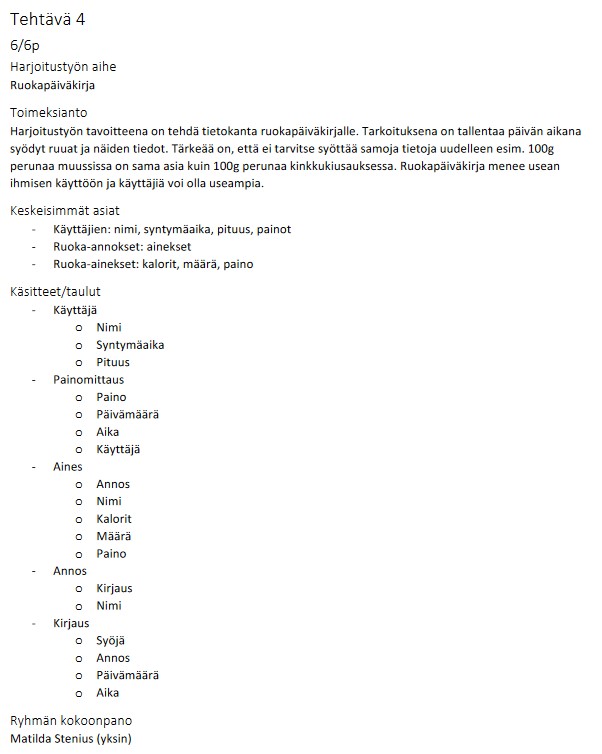 Tehtävä 4
6/6p
Harjoitustyön aihe
Ruokapäiväkirja
Toimeksianto
Harjoitustyön tavoitteena on tehdä tietokanta ruokapäiväkirjalle. Tarkoituksena on tallentaa päivän aikana
syödyt ruuat ja näiden tiedot. Tärkeää on, että ei tarvitse syöttää samoja tietoja uudelleen esim. 100g
perunaa muussissa on sama asia kuin 100g perunaa kinkkukiusauksessa. Ruokapäiväkirja menee usean
ihmisen käyttöön ja käyttäjiä voi olla useampia.
Keskeisimmät asiat
- Käyttäjien: nimi, syntymäaika, pituus, painot
- Ruoka-annokset: ainekset
- Ruoka-ainekset: kalorit, määrä, paino
Käsitteet/taulut
- Käyttäjä
o Nimi
o Syntymäaika
o Pituus
- Painomittaus
o Paino
o Päivämäärä
o Aika
o Käyttäjä
- Aines
o Annos
o Nimi
o Kalorit
o Määrä
o Paino
- Annos
o Kirjaus
o Nimi
- Kirjaus
o Syöjä
o Annos
o Päivämäärä
o Aika
Ryhmän kokoonpano
Matilda Stenius (yksin)